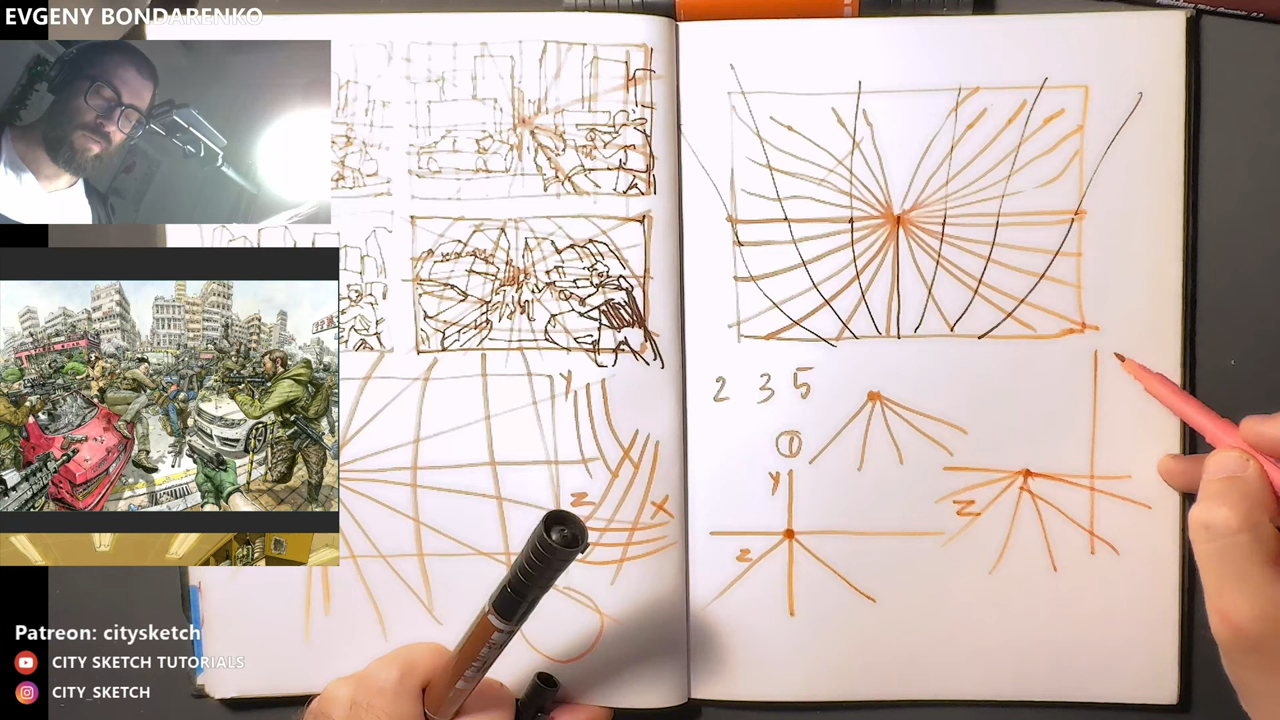 EVGENY BONDARENKO
2 3 5
①
Y
Y
Z
X
Z
Z
Patreon: citysketch
CITY SKETCH TUTORIALS
CITY_SKETCH